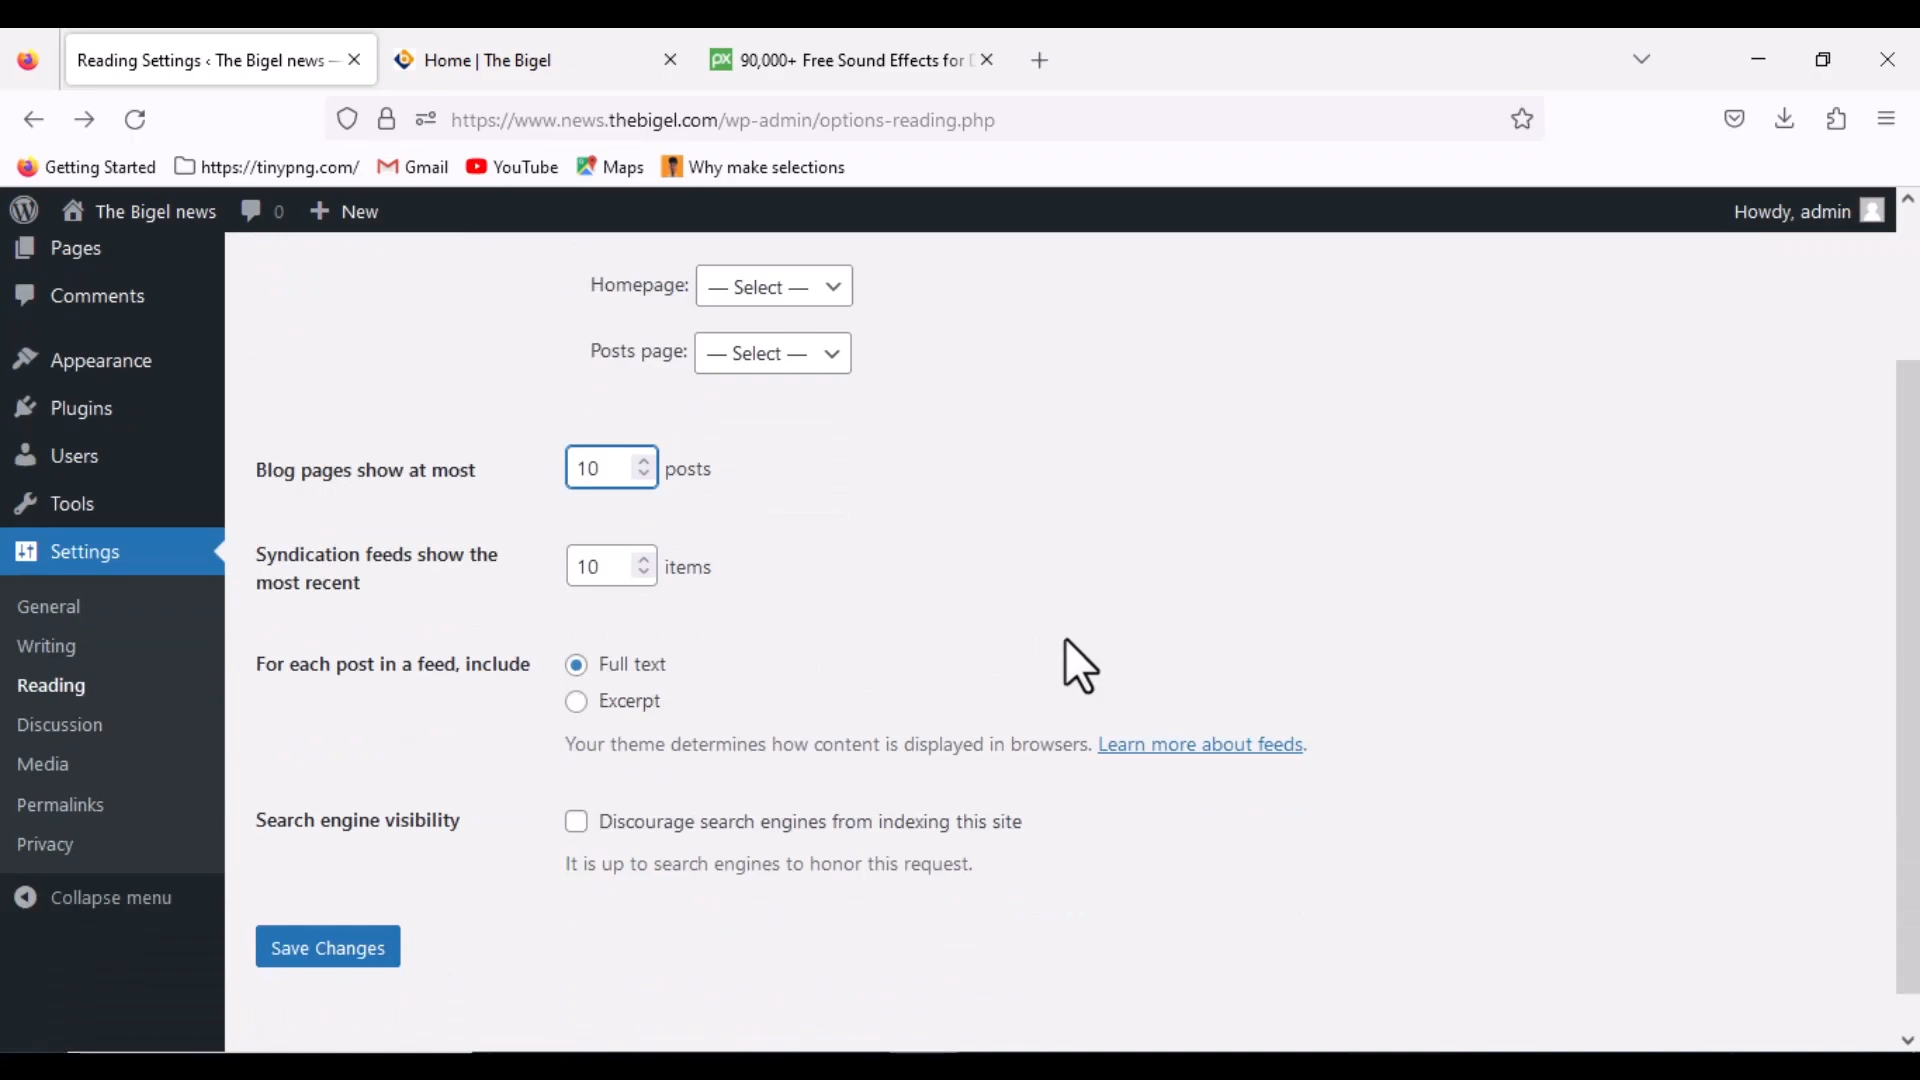 Reading Settings ‹ The Bigel news —
Home | The Bigel
px 90,000+ Free Sound Effects for
https://www.news.thebigel.com/wp-admin/options-reading.php
Getting Started
https://tinypng.com/
Gmail
YouTube
Maps
Why make selections
The Bigel news
0
New
Howdy, admin
Pages
Comments
Appearance
Plugins
Users
Tools
Settings
General
Writing
Reading
Discussion
Media
Permalinks
Privacy
Collapse menu
Homepage: — Select —
Posts page: — Select —
Blog pages show at most 10 posts
Syndication feeds show the
most recent
10 items
For each post in a feed, include
Full text
Excerpt
Your theme determines how content is displayed in browsers. Learn more about feeds.
Search engine visibility
Discourage search engines from indexing this site
It is up to search engines to honor this request.
Save Changes